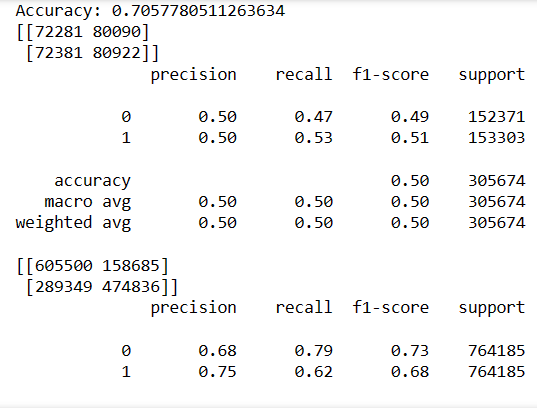 Accuracy: 0.7057780511263634
[[72281 80090]
 [72381 80922]]
              precision    recall  f1-score   support

           0       0.50      0.47      0.49    152371
           1       0.50      0.53      0.51    153303

    accuracy                           0.50    305674
   macro avg       0.50      0.50      0.50    305674
weighted avg       0.50      0.50      0.50    305674

[[605500 158685]
 [289349 474836]]
              precision    recall  f1-score   support

           0       0.68      0.79      0.73    764185
           1       0.75      0.62      0.68    764185